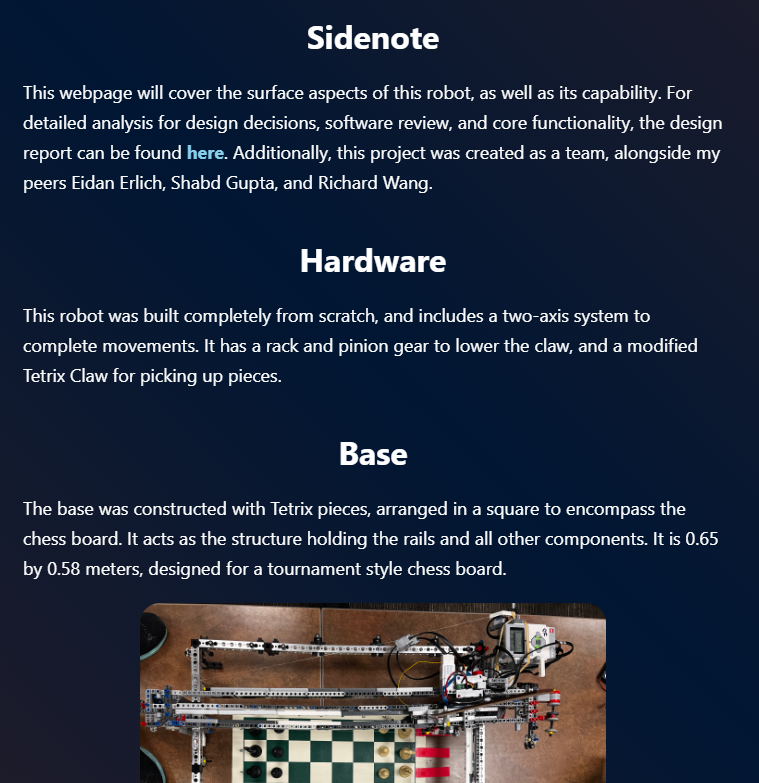 Sidenote
This webpage will cover the surface aspects of this robot, as well as its capability. For
detailed analysis for design decisions, software review, and core functionality, the design
report can be found here. Additionally, this project was created as a team, alongside my
peers Eidan Erlich, Shabd Gupta, and Richard Wang.
Hardware
This robot was built completely from scratch, and includes a two-axis system to
complete movements. It has a rack and pinion gear to lower the claw, and a modified
Tetrix Claw for picking up pieces.
Base
The base was constructed with Tetrix pieces, arranged in a square to encompass the
chess board. It acts as the structure holding the rails and all other components. It is 0.65
by 0.58 meters, designed for a tournament style chess board.